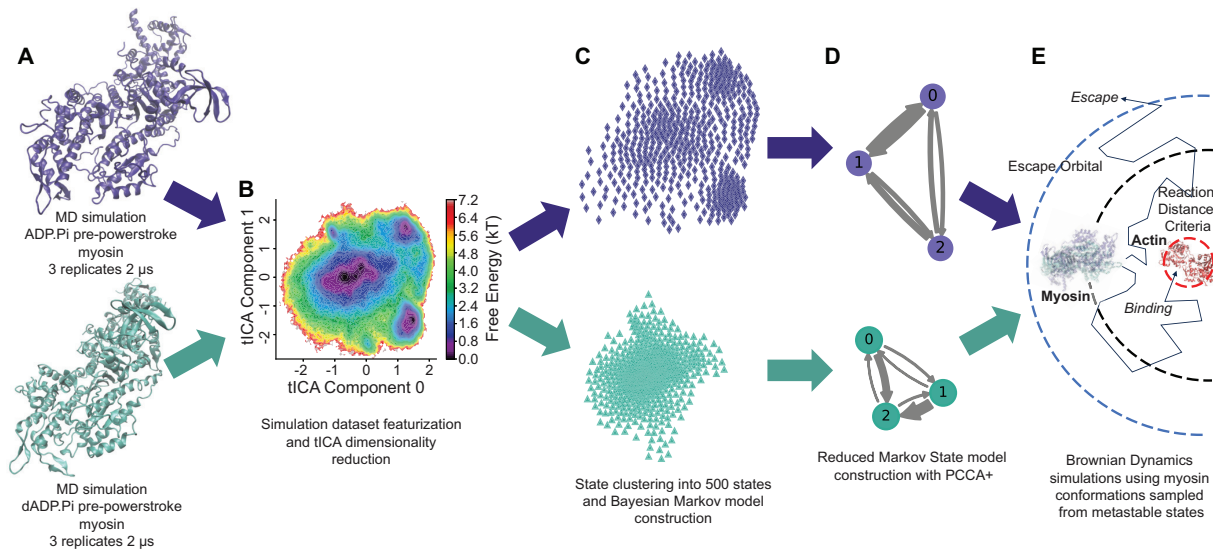 A
MD simulation
ADP.Pi pre-powerstroke
myosin
3 replicates 2 µs
MD simulation
dADP.Pi pre-powerstroke
myosin
3 replicates 2 µs
B
tICA Component 1
2
1
0
-1
-2
-2
-1
0
1
2
tICA Component 0
7.2
6.4
5.6
4.8
4.0
3.2
2.4
1.6
0.8
0.0
Free Energy (kT)
Simulation dataset featurization
and tICA dimensionality
reduction
C
State clustering into 500 states
and Bayesian Markov model
construction
D
0
1
2
0
1
2
Reduced Markov State model
construction with PCCA+
E
Escape
Escape Orbital
Reaction
Distance
Criteria
Actin
Myosin
Binding
Brownian Dynamics
simulations using myosin
conformations sampled
from metastable states